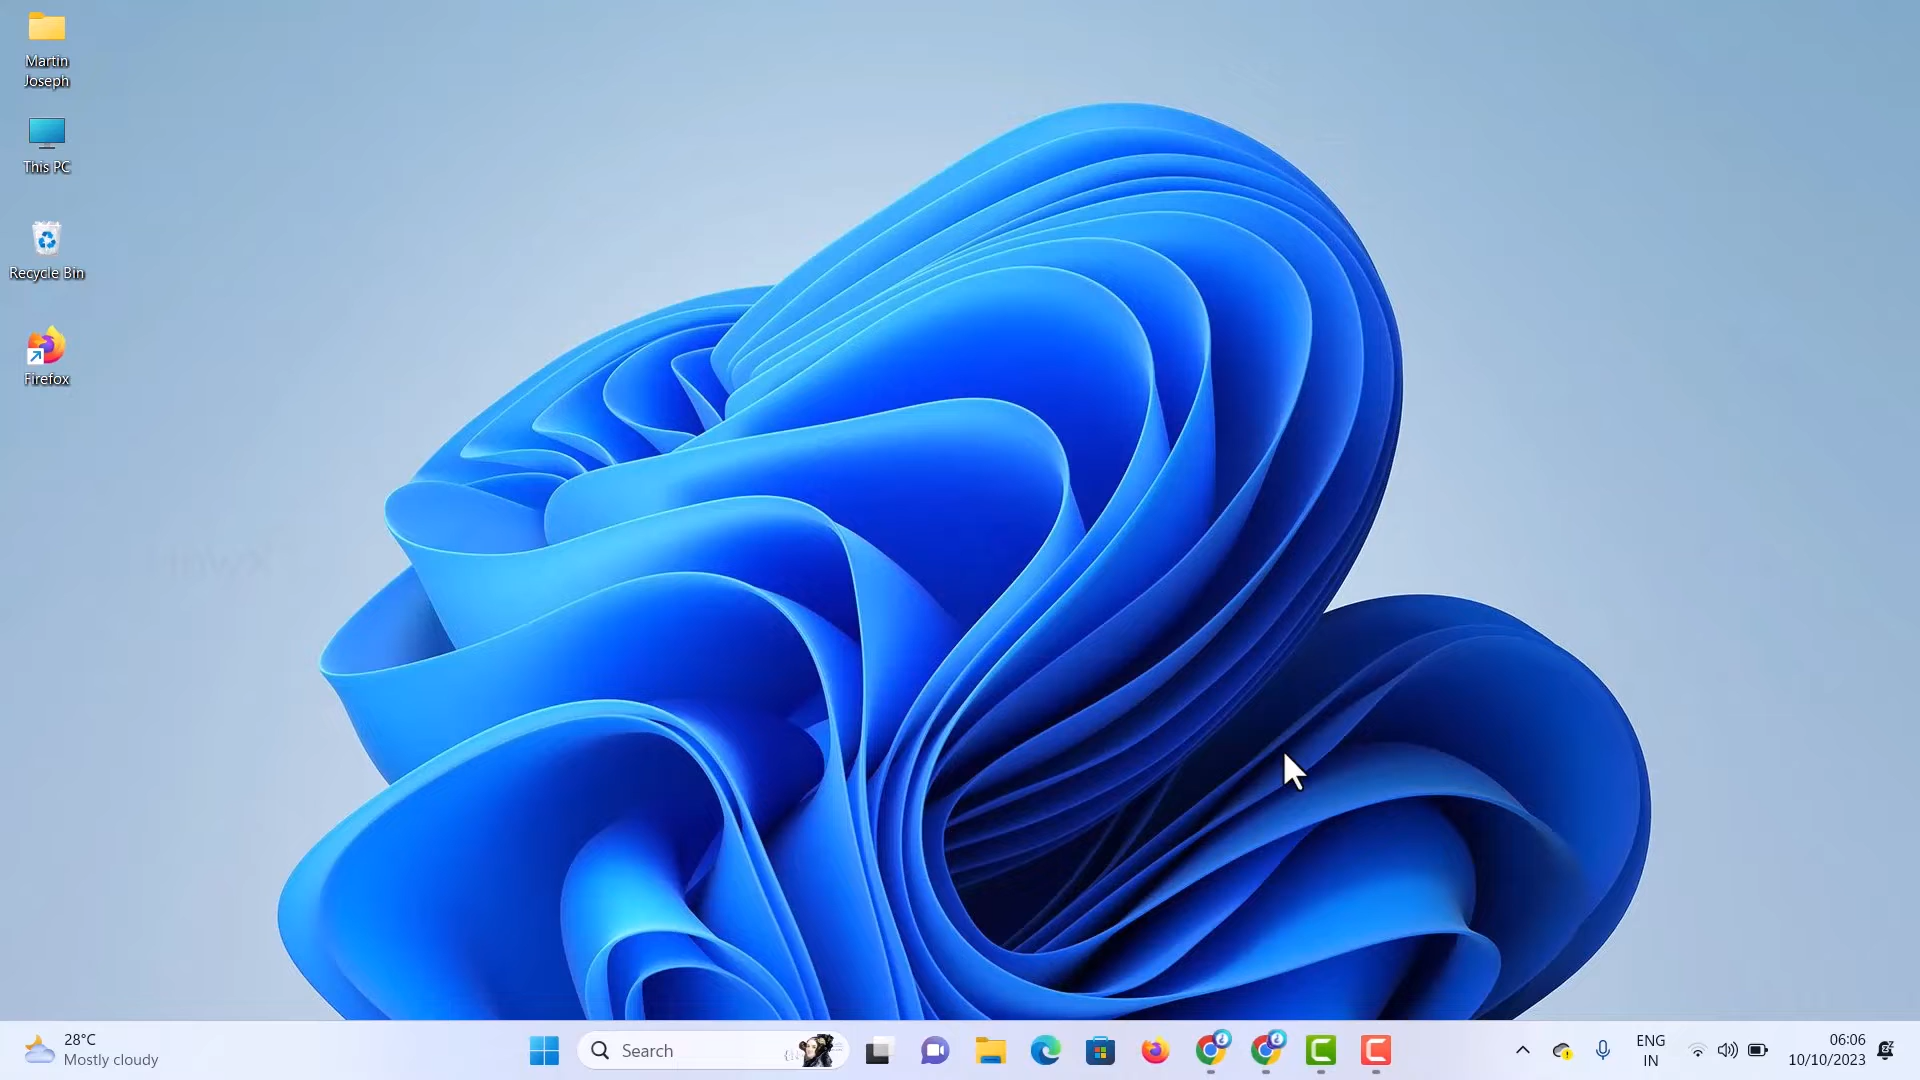 Martin
Joseph
This PC
Recycle Bin
Firefox
28°C
Mostly cloudy
Search
ENG
IN
06:06
10/10/2023